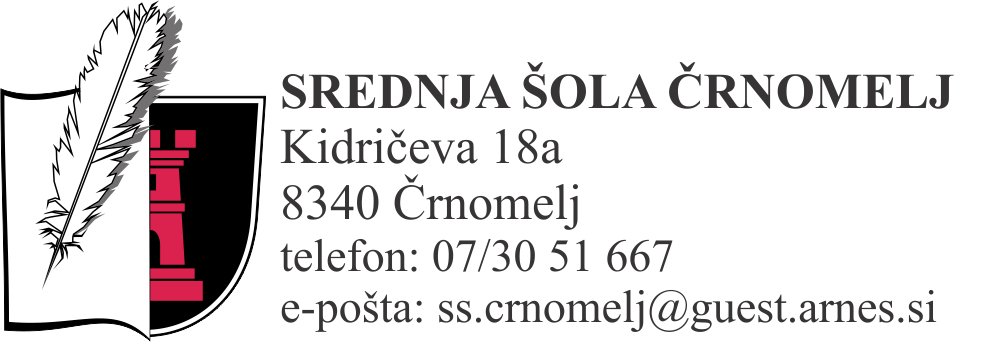 SREDNJA ŠOLA ČRNOMELJ
Kidričeva 18a
8340 Črnomelj
telefon: 07/30 51 667
e-pošta: ss.crnomelj@guest.arnes.si